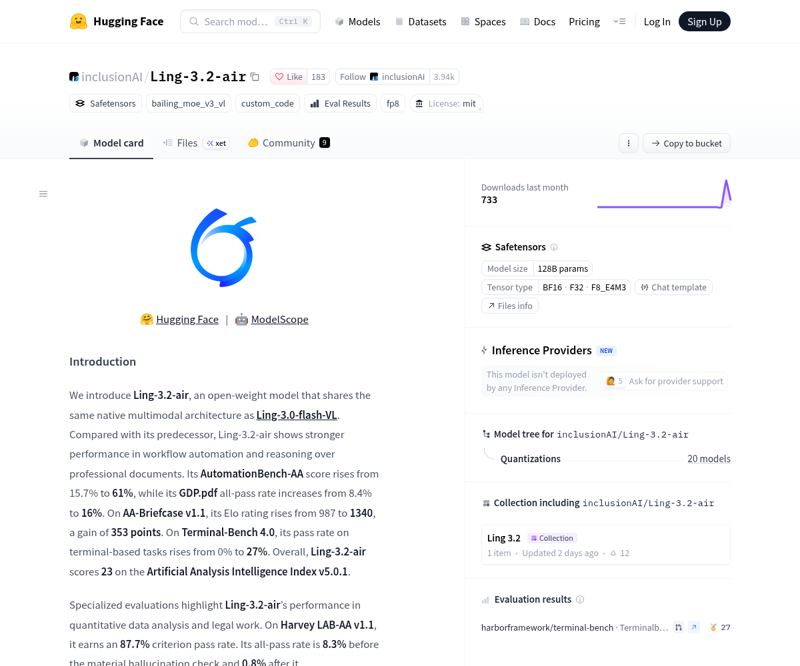 Hugging Face
Search mod... Ctrl K
Models
Datasets
Spaces
Docs
Pricing
Log In
Sign Up
inclusionAI/Ling-3.2-air
Like 183
Follow inclusionAI 3.94k
Safetensors
bailing_moe_v3_vl
custom_code
Eval Results
fp8
License: mit
Model card
Files xet
Community 9
Copy to bucket
Hugging Face | ModelScope
Introduction
We introduce Ling-3.2-air, an open-weight model that shares the
same native multimodal architecture as Ling-3.0-flash-VL.
Compared with its predecessor, Ling-3.2-air shows stronger
performance in workflow automation and reasoning over
professional documents. Its AutomationBench-AA score rises from
15.7% to 61%, while its GDP.pdf all-pass rate increases from 8.4%
to 16%. On AA-Briefcase v1.1, its Elo rating rises from 987 to 1340,
a gain of 353 points. On Terminal-Bench 4.0, its pass rate on
terminal-based tasks rises from 0% to 27%. Overall, Ling-3.2-air
scores 23 on the Artificial Analysis Intelligence Index v5.0.1.
Specialized evaluations highlight Ling-3.2-air's performance in
quantitative data analysis and legal work. On Harvey LAB-AA v1.1,
it earns an 87.7% criterion pass rate. Its all-pass rate is 8.3% before
the material hallucination check and 0.8% after it.
Downloads last month
733
Safetensors
Model size 128B params
Tensor type BF16 · F32 · F8_E4M3
Chat template
Files info
Inference Providers NEW
This model isn't deployed
by any Inference Provider.
5 Ask for provider support
Model tree for inclusionAI/Ling-3.2-air
Quantizations 20 models
Collection including inclusionAI/Ling-3.2-air
Ling 3.2 Collection
1 item · Updated 2 days ago · 12
Evaluation results
harborframework/terminal-bench · Terminalb... 27